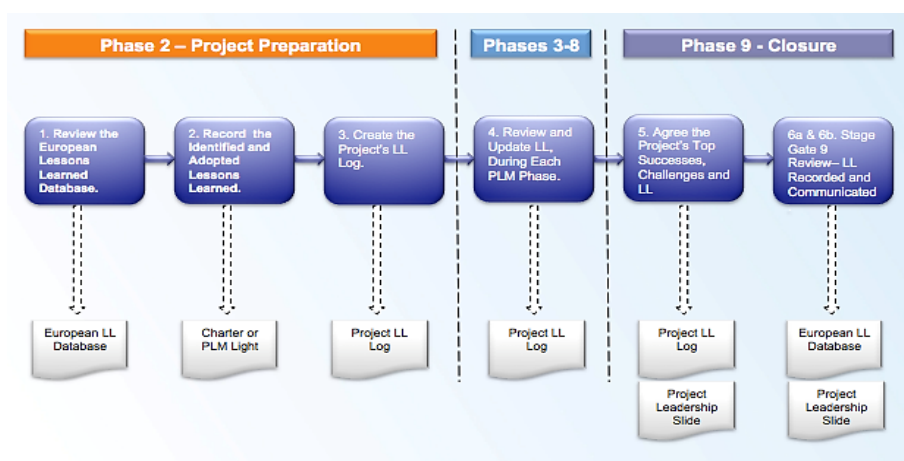 Phase 2 – Project Preparation
Phases 3-8
Phase 9 - Closure
1. Review the
European
Lessons
Learned
Database.
2. Record the
Identified and
Adopted
Lessons
Learned.
3. Create the
Project's LL
Log.
4. Review and
Update LL,
During Each
PLM Phase.
5. Agree the
Project's Top
Successes,
Challenges and
LL
6a & 6b. Stage
Gate 9
Review– LL
Recorded and
Communicated
European LL
Database
Charter or
PLM Light
Project LL
Log
Project LL
Log
Project LL
Log
European LL
Database
Project
Leadership
Slide
Project
Leadership
Slide